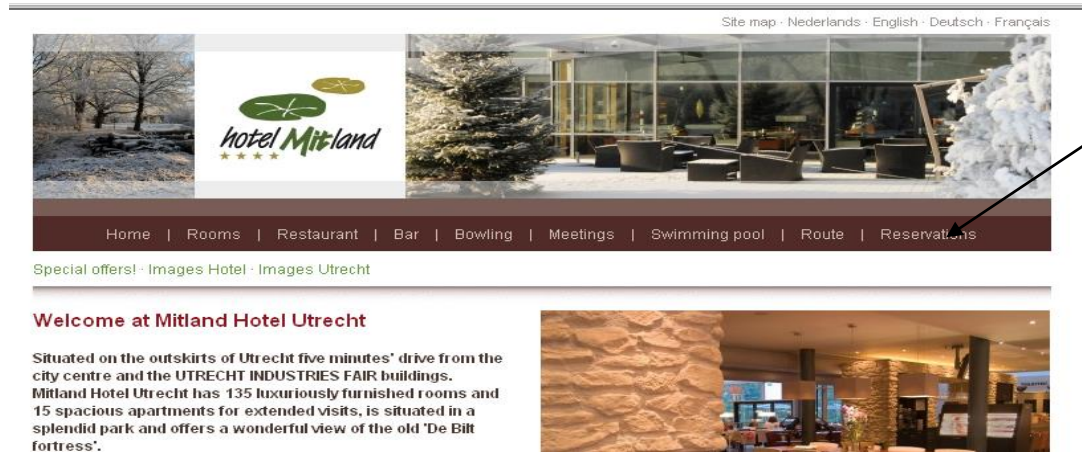 Site map · Nederlands · English · Deutsch · Français
hotel Mitland
Home | Rooms | Restaurant | Bar | Bowling | Meetings | Swimming pool | Route | Reservations
Special offers! · Images Hotel · Images Utrecht
Welcome at Mitland Hotel Utrecht
Situated on the outskirts of Utrecht five minutes' drive from the
city centre and the UTRECHT INDUSTRIES FAIR buildings.
Mitland Hotel Utrecht has 135 luxuriously furnished rooms and
15 spacious apartments for extended visits, is situated in a
splendid park and offers a wonderful view of the old 'De Bilt
fortress'.